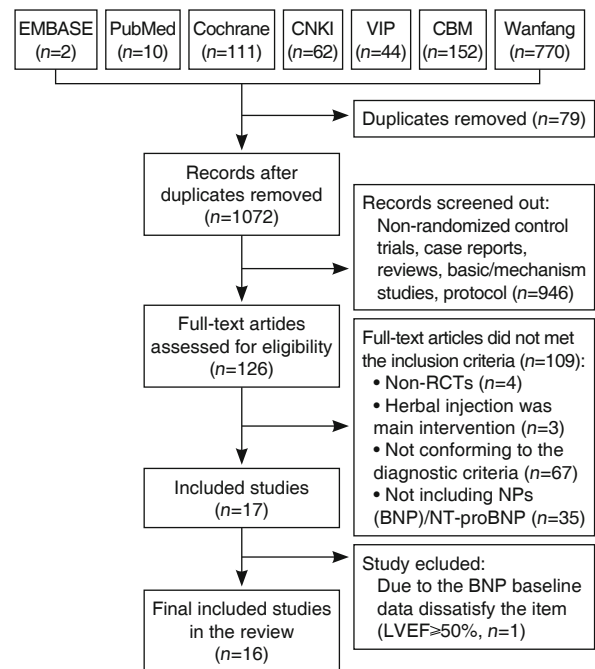 EMBASE
(n=2)
PubMed
(n=10)
Cochrane
(n=111)
CNKI
(n=62)
VIP
(n=44)
CBM
(n=152)
Wanfang
(n=770)
Duplicates removed (n=79)
Records after
duplicates removed
(n=1072)
Records screened out:
Non-randomized control
trials, case reports,
reviews, basic/mechanism
studies, protocol (n=946)
Full-text artides
assessed for eligibility
(n=126)
Full-text articles did not met
the inclusion criteria (n=109):
• Non-RCTs (n=4)
• Herbal injection was
main intervention (n=3)
• Not conforming to the
diagnostic criteria (n=67)
• Not including NPs
(BNP)/NT-proBNP (n=35)
Included studies
(n=17)
Study ecluded:
Due to the BNP baseline
data dissatisfy the item
(LVEF⩾50%, n=1)
Final included studies
in the review
(n=16)